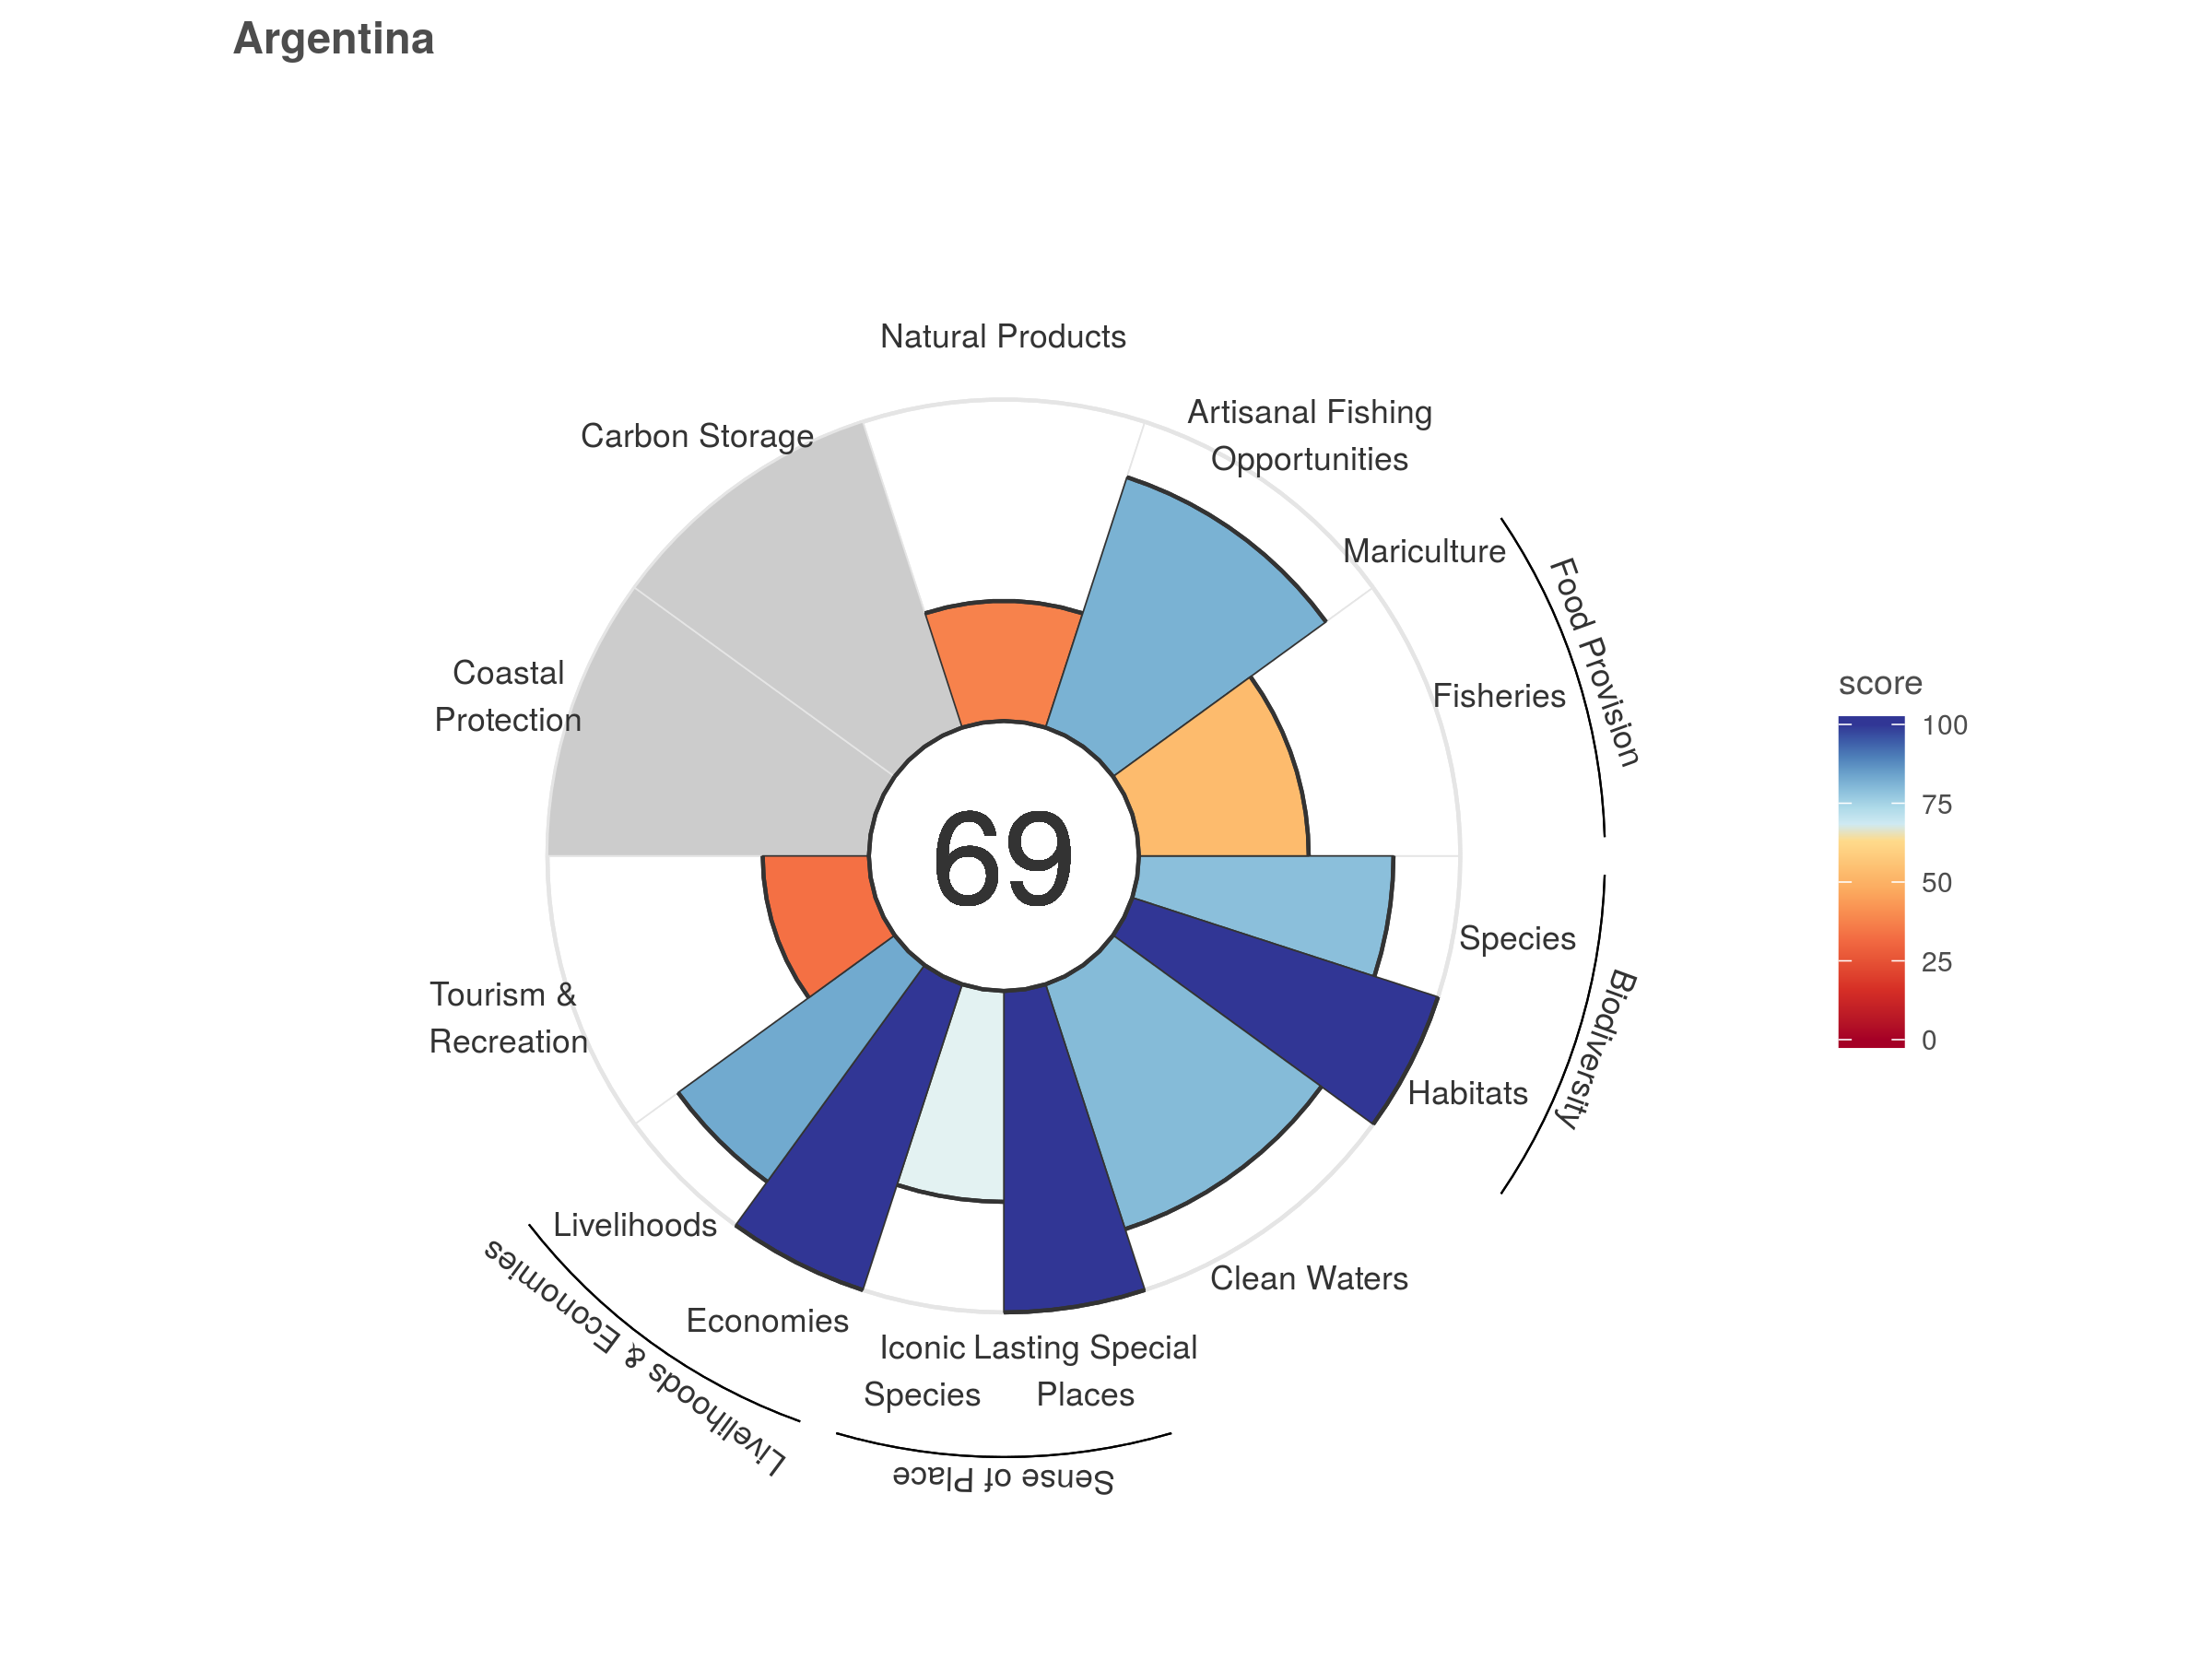 Argentina
Natural Products
Artisanal Fishing
Opportunities
Carbon Storage
Mariculture
Food Provision
Fisheries
Coastal
Protection
69
Species
Habitats
Biodiversity
Tourism &
Recreation
Livelihoods
Economies
Livelihoods & Economies
Iconic
Species
Lasting Special
Places
Clean Waters
Sense of Place
score
100
75
50
25
0